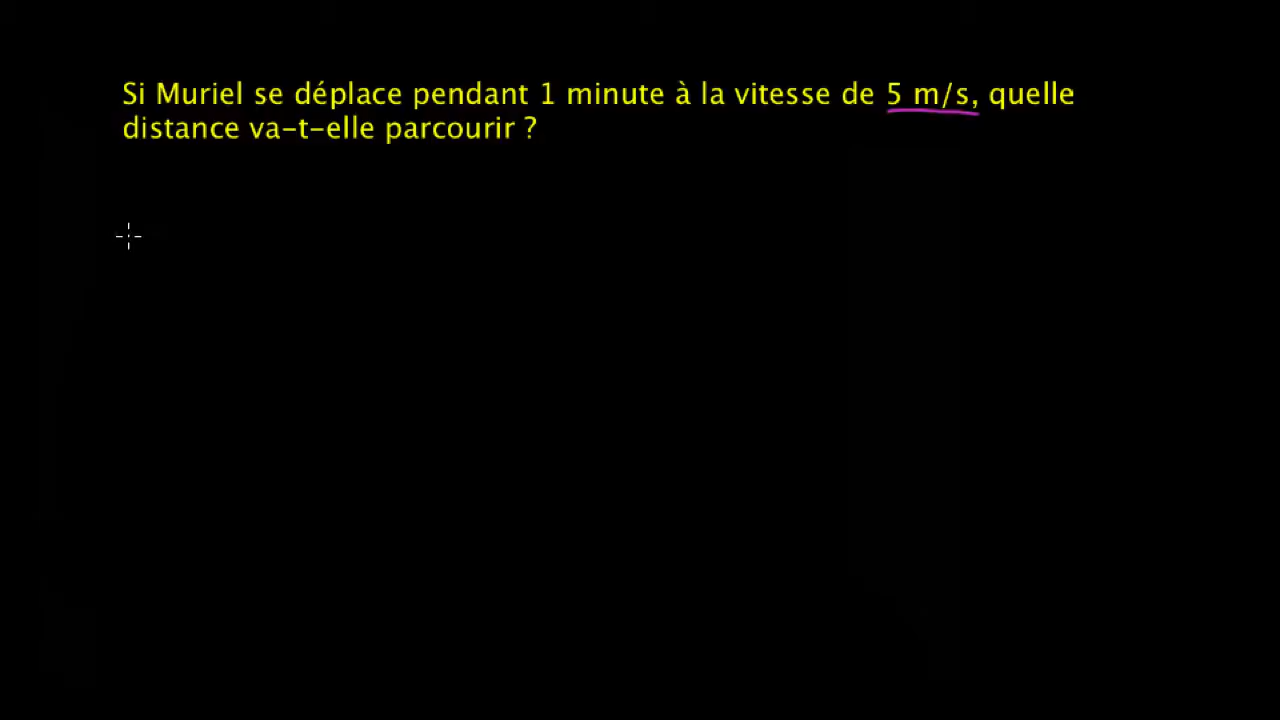 Si Muriel se déplace pendant 1 minute à la vitesse de 5 m/s, quelle
distance va-t-elle parcourir ?